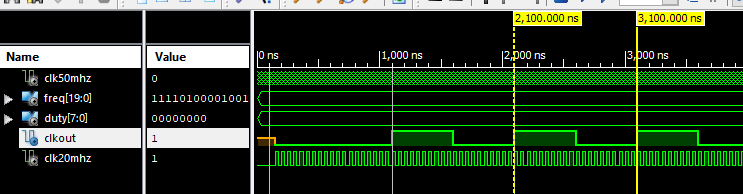 2,100.000 ns 3,100.000 ns
Name Value 0 ns 1,000 ns 2,000 ns 3,000 ns
clk50mhz 0
freq[19:0] 11110100001001
duty[7:0] 00000000
clkout 1
clk20mhz 1